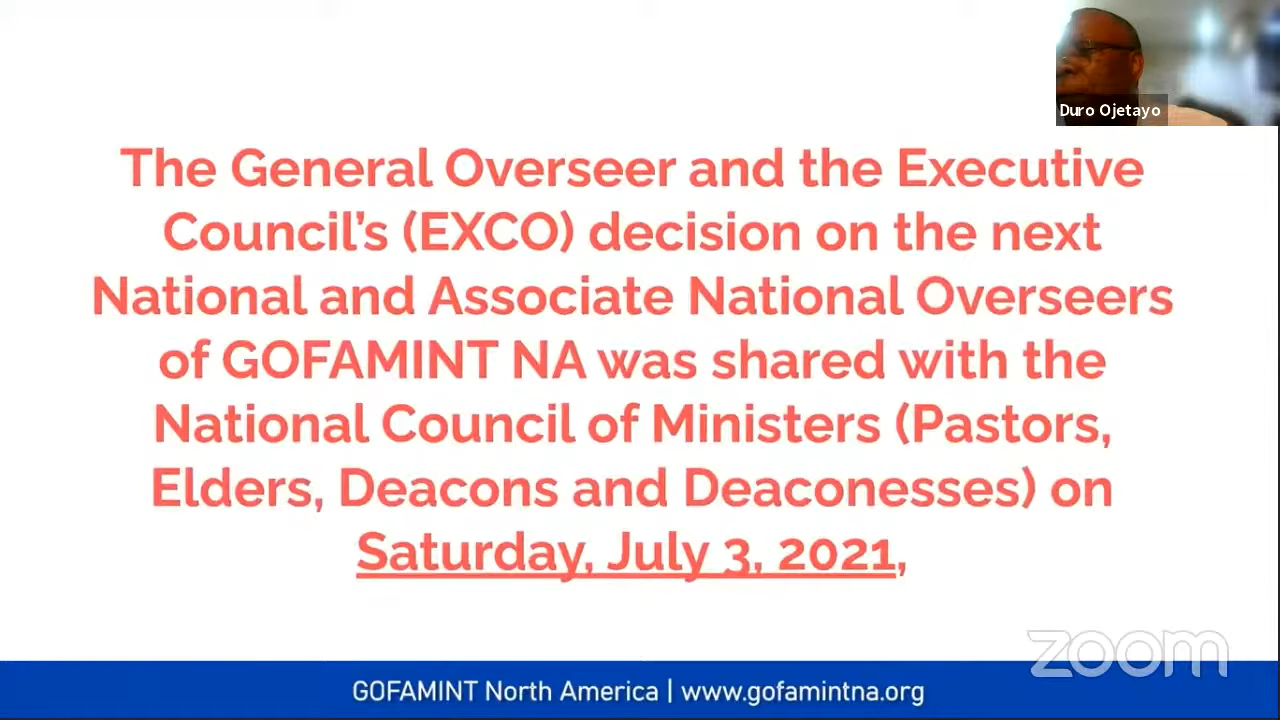 Duro Ojetayo
The General Overseer and the Executive
Council’s (EXCO) decision on the next
National and Associate National Overseers
of GOFAMINT NA was shared with the
National Council of Ministers (Pastors,
Elders, Deacons and Deaconesses) on
Saturday, July 3, 2021,
zoom
GOFAMINT North America | www.gofamintna.org